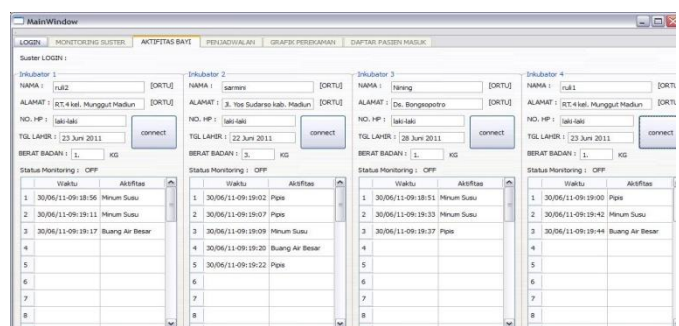 MainWindow
LOGIN MONITORING SUSTER AKTIFITAS BAYI PENJADWALAN GRAFIK PEREKAMAN DAFTAR PASIEN MASUK
Suster LOGIN :
Inkubator 1
NAMA : ruli2 [ORTU]
ALAMAT : RT.4 kel. Munggut Madiun [ORTU]
NO. HP : laki-laki
TGL LAHIR : 23 Juni 2011
connect
BERAT BADAN : 1. KG
Status Monitoring : OFF
Waktu Aktifitas
1 30/06/11-09:18:56 Minum Susu
2 30/06/11-09:19:11 Minum Susu
3 30/06/11-09:19:17 Buang Air Besar
4
5
6
7
8
Inkubator 2
NAMA : sarmini [ORTU]
ALAMAT : J. Yos Sudarso kab. Madiun [ORTU]
NO. HP : laki-laki
TGL LAHIR : 22 Juni 2011
connect
BERAT BADAN : 3. KG
Status Monitoring : OFF
Waktu Aktifitas
1 30/06/11-09:19:02 Pipis
2 30/06/11-09:19:07 Pipis
3 30/06/11-09:19:09 Minum Susu
4 30/06/11-09:19:20 Buang Air Besar
5 30/06/11-09:19:22 Pipis
6
7
8
Inkubator 3
NAMA : Nining [ORTU]
ALAMAT : Ds. Bongsopotro [ORTU]
NO. HP : laki-laki
TGL LAHIR : 28 Juni 2011
connect
BERAT BADAN : 1. KG
Status Monitoring : OFF
Waktu Aktifitas
1 30/06/11-09:18:51 Minum Susu
2 30/06/11-09:19:33 Minum Susu
3 30/06/11-09:19:37 Pipis
4
5
6
7
8
Inkubator 4
NAMA : ruli1 [ORTU
ALAMAT : RT.4 kel. Munggut Madiun [ORTU
NO. HP : laki-laki
TGL LAHIR : 23 Juni 2011
connect
BERAT BADAN : 1. KG
Status Monitoring : OFF
Waktu Aktifitas
1 30/06/11-09:19:00 Pipis
2 30/06/11-09:19:42 Minum Susu
3 30/06/11-09:19:44 Buang Air Besar
4
5
6
7
8